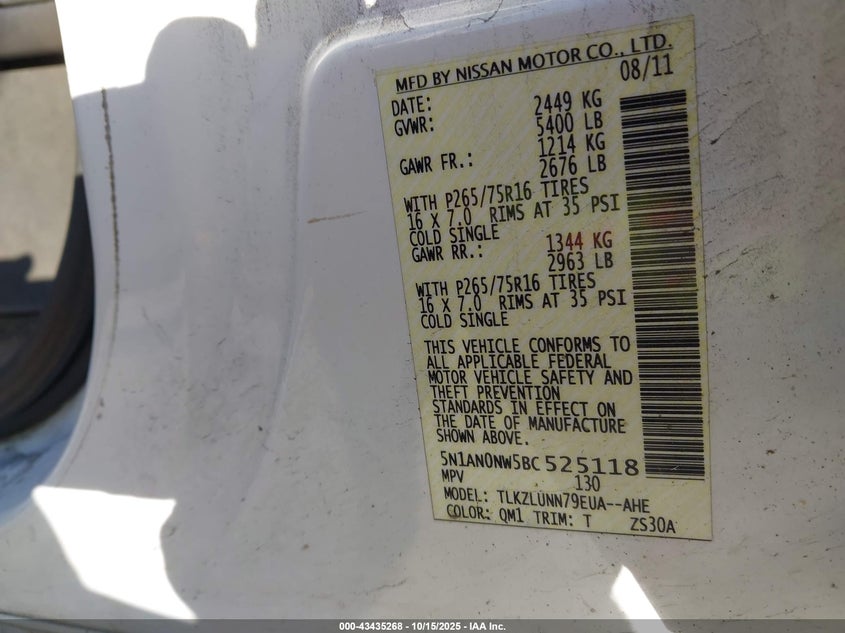 MFD BY NISSAN MOTOR CO., LTD.
DATE: 08/11
GVWR: 2449 KG
5400 LB
GAWR FR.: 1214 KG
2676 LB
WITH P265/75R16 TIRES
16 X 7.0 RIMS AT 35 PSI
COLD SINGLE
GAWR RR.: 1344 KG
2963 LB
WITH P265/75R16 TIRES
16 X 7.0 RIMS AT 35 PSI
COLD SINGLE
THIS VEHICLE CONFORMS TO
ALL APPLICABLE FEDERAL
MOTOR VEHICLE SAFETY AND
THEFT PREVENTION
STANDARDS IN EFFECT ON
THE DATE OF MANUFACTURE
SHOWN ABOVE.
5N1AN0NW5BC525118
MPV 130
MODEL: TLKZLUNN79EUA--AHE
COLOR: QM1 TRIM: T ZS30A
000-43435268 - 10/15/2025 - IAA Inc.